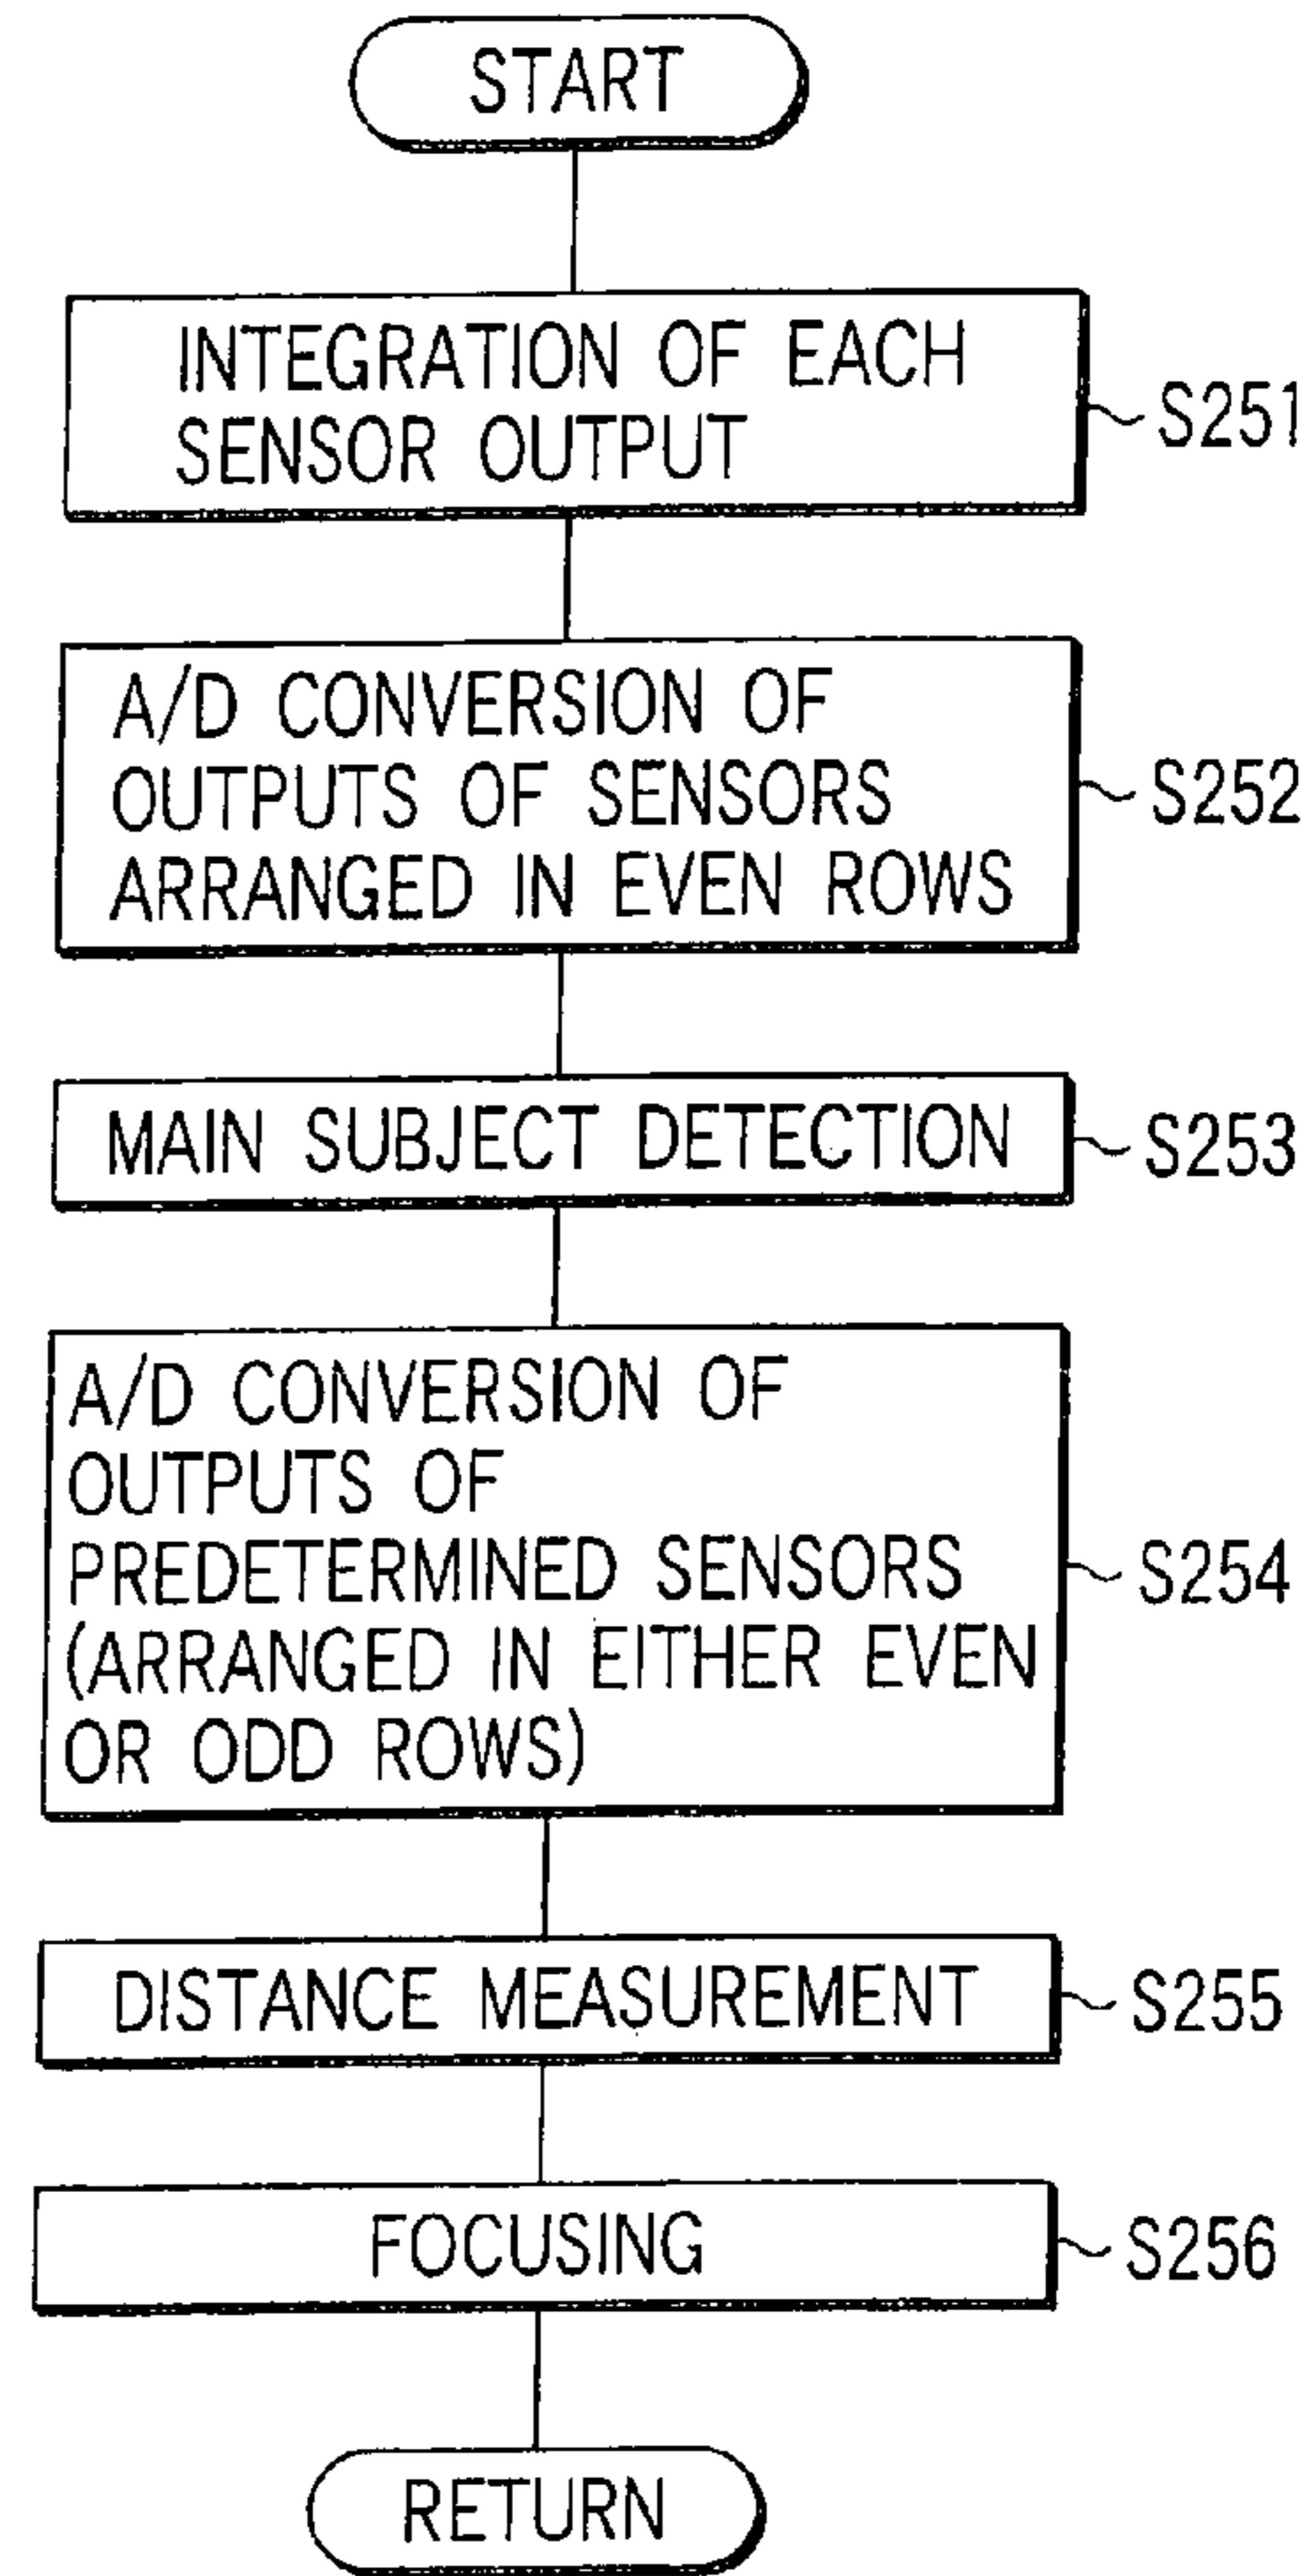 START
INTEGRATION OF EACH
SENSOR OUTPUT
S251
A/D CONVERSION OF
OUTPUTS OF SENSORS
ARRANGED IN EVEN ROWS
S252
MAIN SUBJECT DETECTION
S253
A/D CONVERSION OF
OUTPUTS OF
PREDETERMINED SENSORS
(ARRANGED IN EITHER EVEN
OR ODD ROWS)
S254
DISTANCE MEASUREMENT
S255
FOCUSING
S256
RETURN